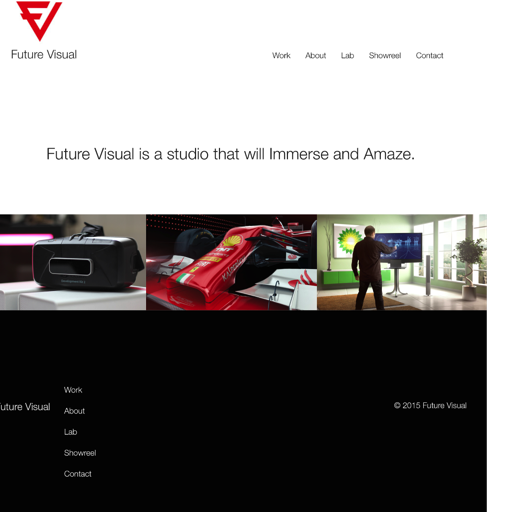 Future Visual
Work About Lab Showreel Contact
Future Visual is a studio that will Immerse and Amaze.
bp
Work
uture Visual
About
© 2015 Future Visual
Lab
Showreel
Contact